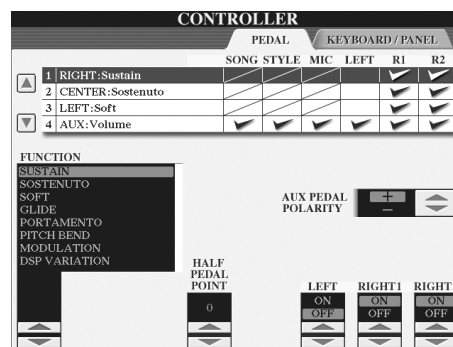 CONTROLLER
PEDAL KEYBOARD / PANEL
SONG STYLE MIC LEFT R1 R2
1 RIGHT:Sustain
2 CENTER:Sostenuto
3 LEFT:Soft
4 AUX:Volume
FUNCTION
SUSTAIN
SOSTENUTO
SOFT
GLIDE
PORTAMENTO
PITCH BEND
MODULATION
DSP VARIATION
AUX PEDAL
POLARITY
+
−
HALF
PEDAL
POINT
0
LEFT RIGHT1 RIGHT
ON ON ON
OFF OFF OFF